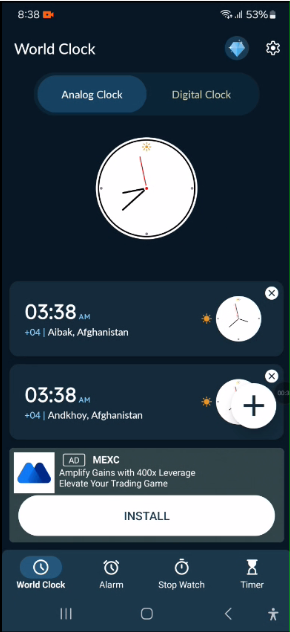 8:38
53%
World Clock
Analog Clock
Digital Clock
03:38 AM
+04 | Aibak, Afghanistan
03:38 AM
+04 | Andkhoy, Afghanistan
AD MEXC
Amplify Gains with 400x Leverage
Elevate Your Trading Game
INSTALL
World Clock
Alarm
Stop Watch
Timer